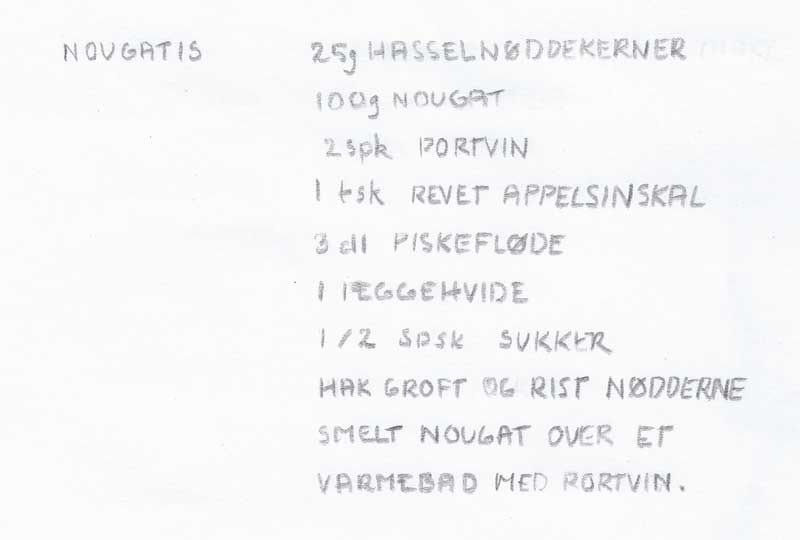 NOUGATIS 25g HASSELNØDDEKERNER
100g NOUGAT
2 spk PORTVIN
1 tsk REVET APPELSINSKAL
3 dl PISKEFLØDE
1 ÆGGEHVIDE
1/2 spsk SUKKER
HAK GROFT OG RIST NØDDERNE
SMELT NOUGAT OVER ET
VARMEBAD MED PORTVIN.